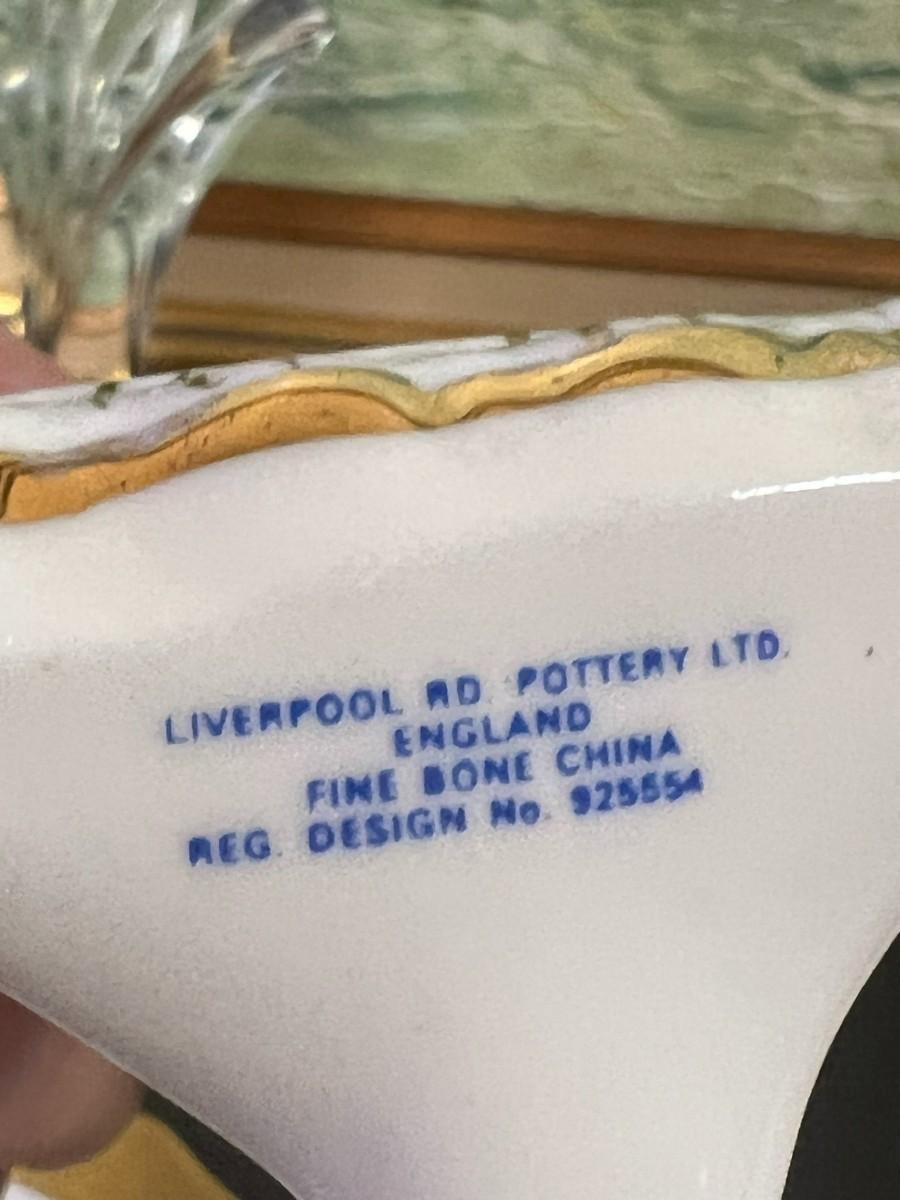 LIVERPOOL RD. POTTERY LTD.
ENGLAND
FINE BONE CHINA
REG. DESIGN No. 925554